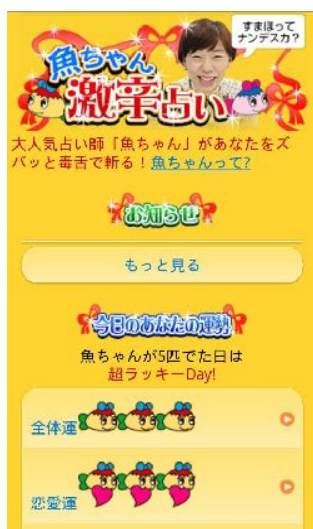 すまほって
ナンデスカ？
魚ちゃん
激辛占い
大人気占い師「魚ちゃん」があなたをズ
バッと毒舌で斬る！魚ちゃんって？
お知らせ
もっと見る
今日のあなたの運勢
魚ちゃんが5匹でた日は
超ラッキーDay!
全体運
恋愛運